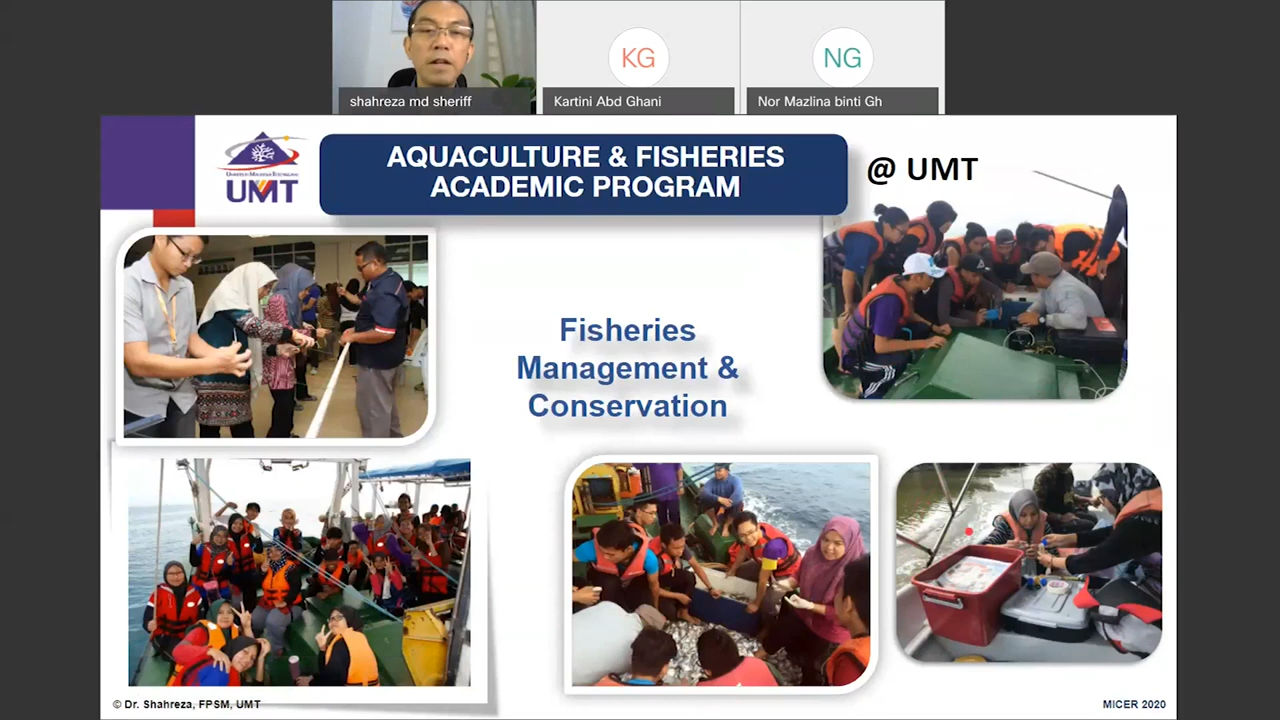 KG
NG
shahreza md sheriff
Kartini Abd Ghani
Nor Mazlina binti Gh
UMT
AQUACULTURE & FISHERIES
ACADEMIC PROGRAM
@ UMT
Fisheries
Management &
Conservation
© Dr. Shahreza, FPSM, UMT
MICER 2020